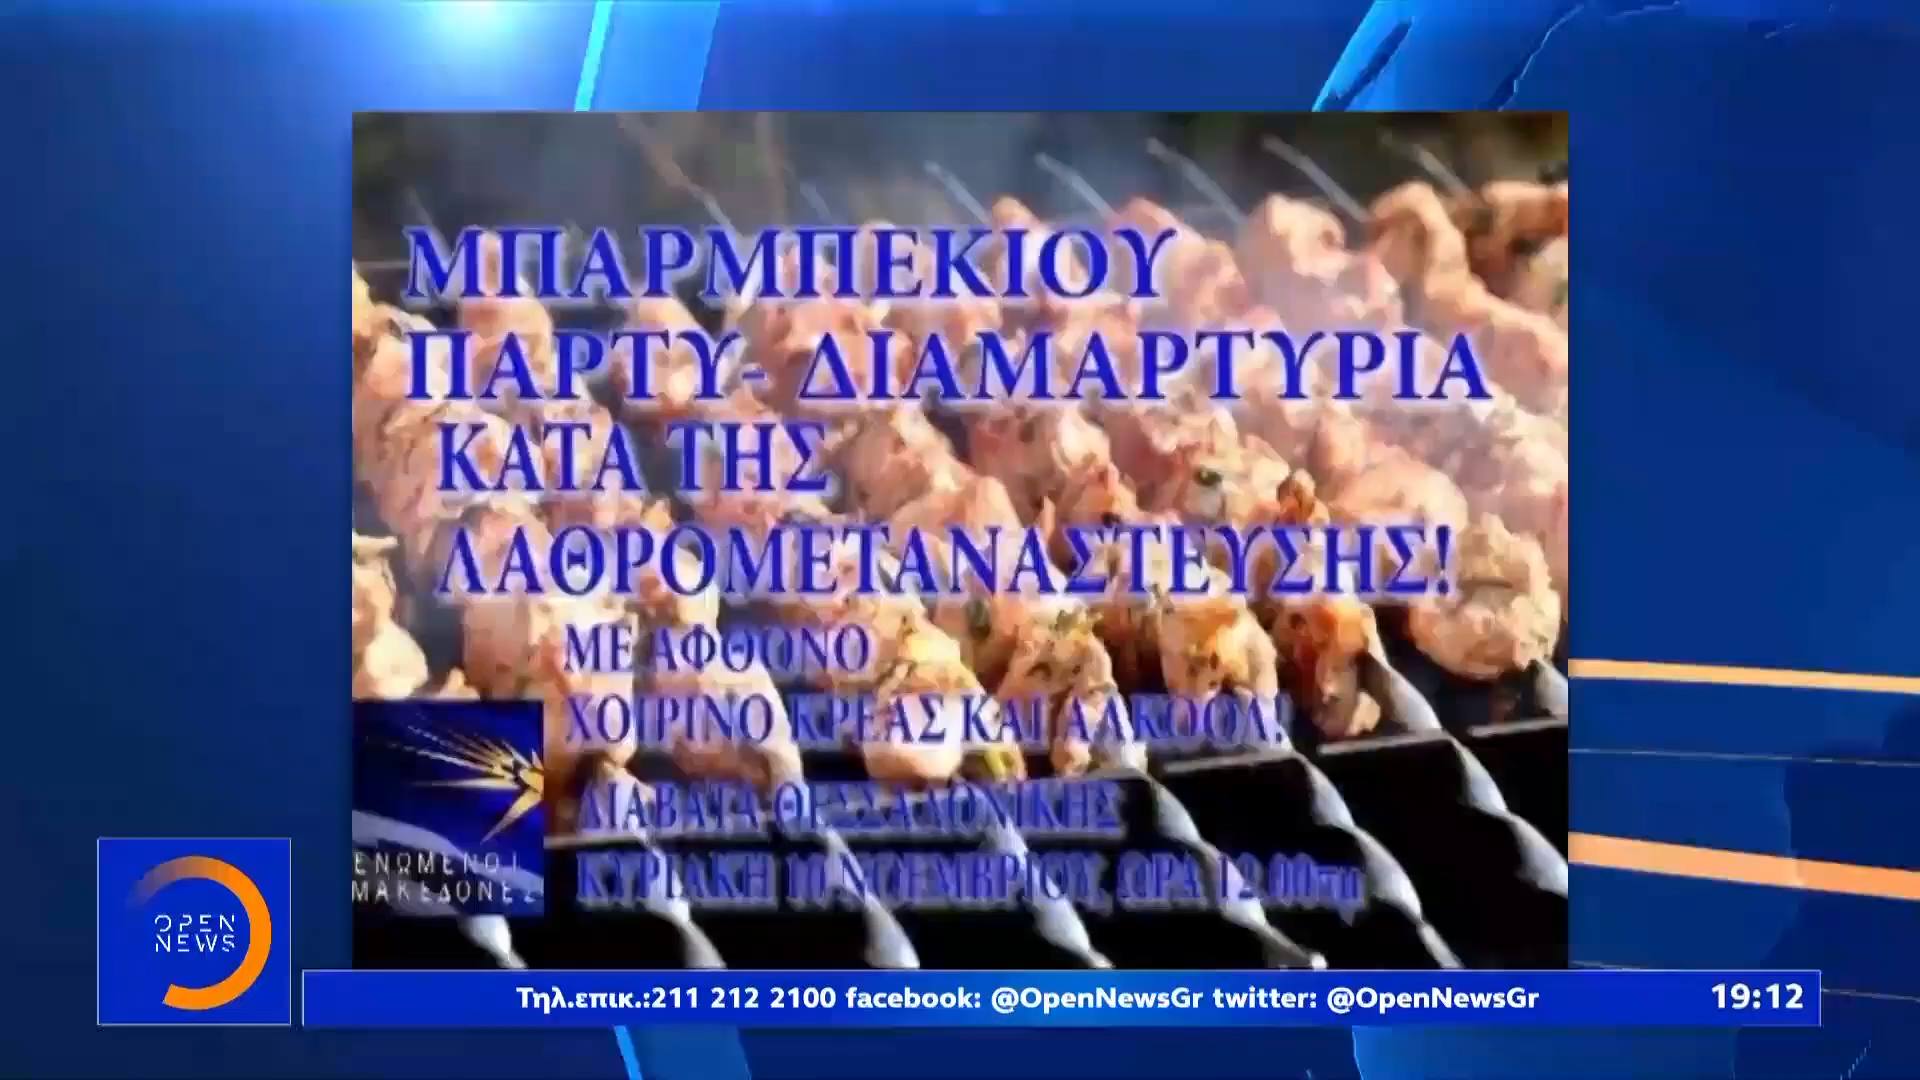 ΜΠΑΡΜΠΕΚΙΟΥ
ΠΑΡΤΥ- ΔΙΑΜΑΡΤΥΡΙΑ
ΚΑΤΑ ΤΗΣ
ΛΑΘΡΟΜΕΤΑΝΑΣΤΕΥΣΗΣ!
ΜΕ ΑΦΘΟΝΟ
ΧΟΙΡΙΝΟ ΚΡΕΑΣ ΚΑΙ ΑΛΚΟΟΛ!
ΔΙΑΒΑΤΑ ΘΕΣΣΑΛΟΝΙΚΗΣ
ΚΥΡΙΑΚΗ 10 ΝΟΕΜΒΡΙΟΥ, ΩΡΑ 12.00πμ
ΕΝΩΜΕΝΟΙ
ΜΑΚΕΔΟΝΕΣ
OPEN
NEWS
Τηλ.επικ.:211 212 2100 facebook: @OpenNewsGr twitter: @OpenNewsGr
19:12